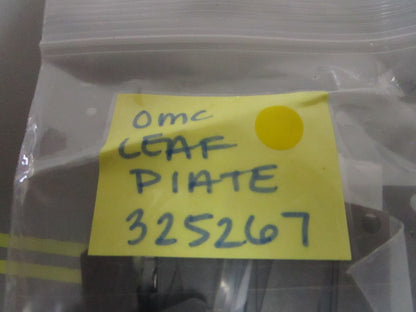 omc
LEAF
PIATE
325267